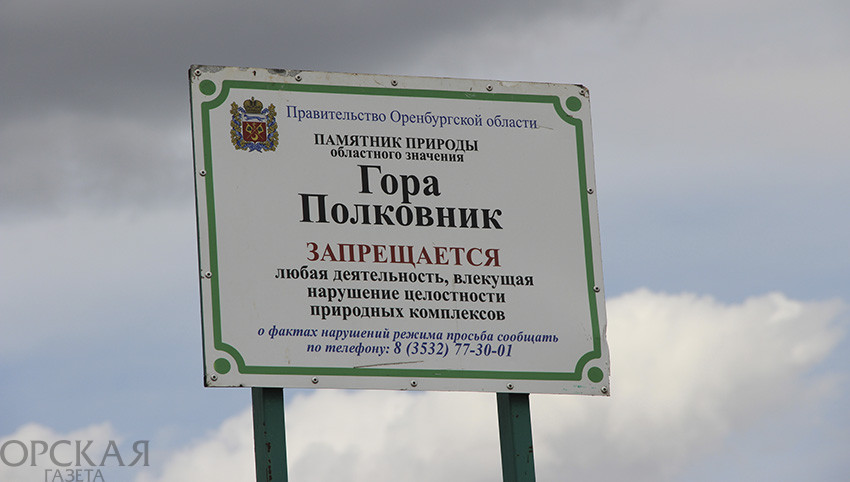 Правительство Оренбургской области
ПАМЯТНИК ПРИРОДЫ
областного значения
Гора
Полковник
ЗАПРЕЩАЕТСЯ
любая деятельность, влекущая
нарушение целостности
природных комплексов
о фактах нарушений режима просьба сообщать
по телефону: 8 (3532) 77-30-01
ОРСКАЯ
ГАЗЕТА